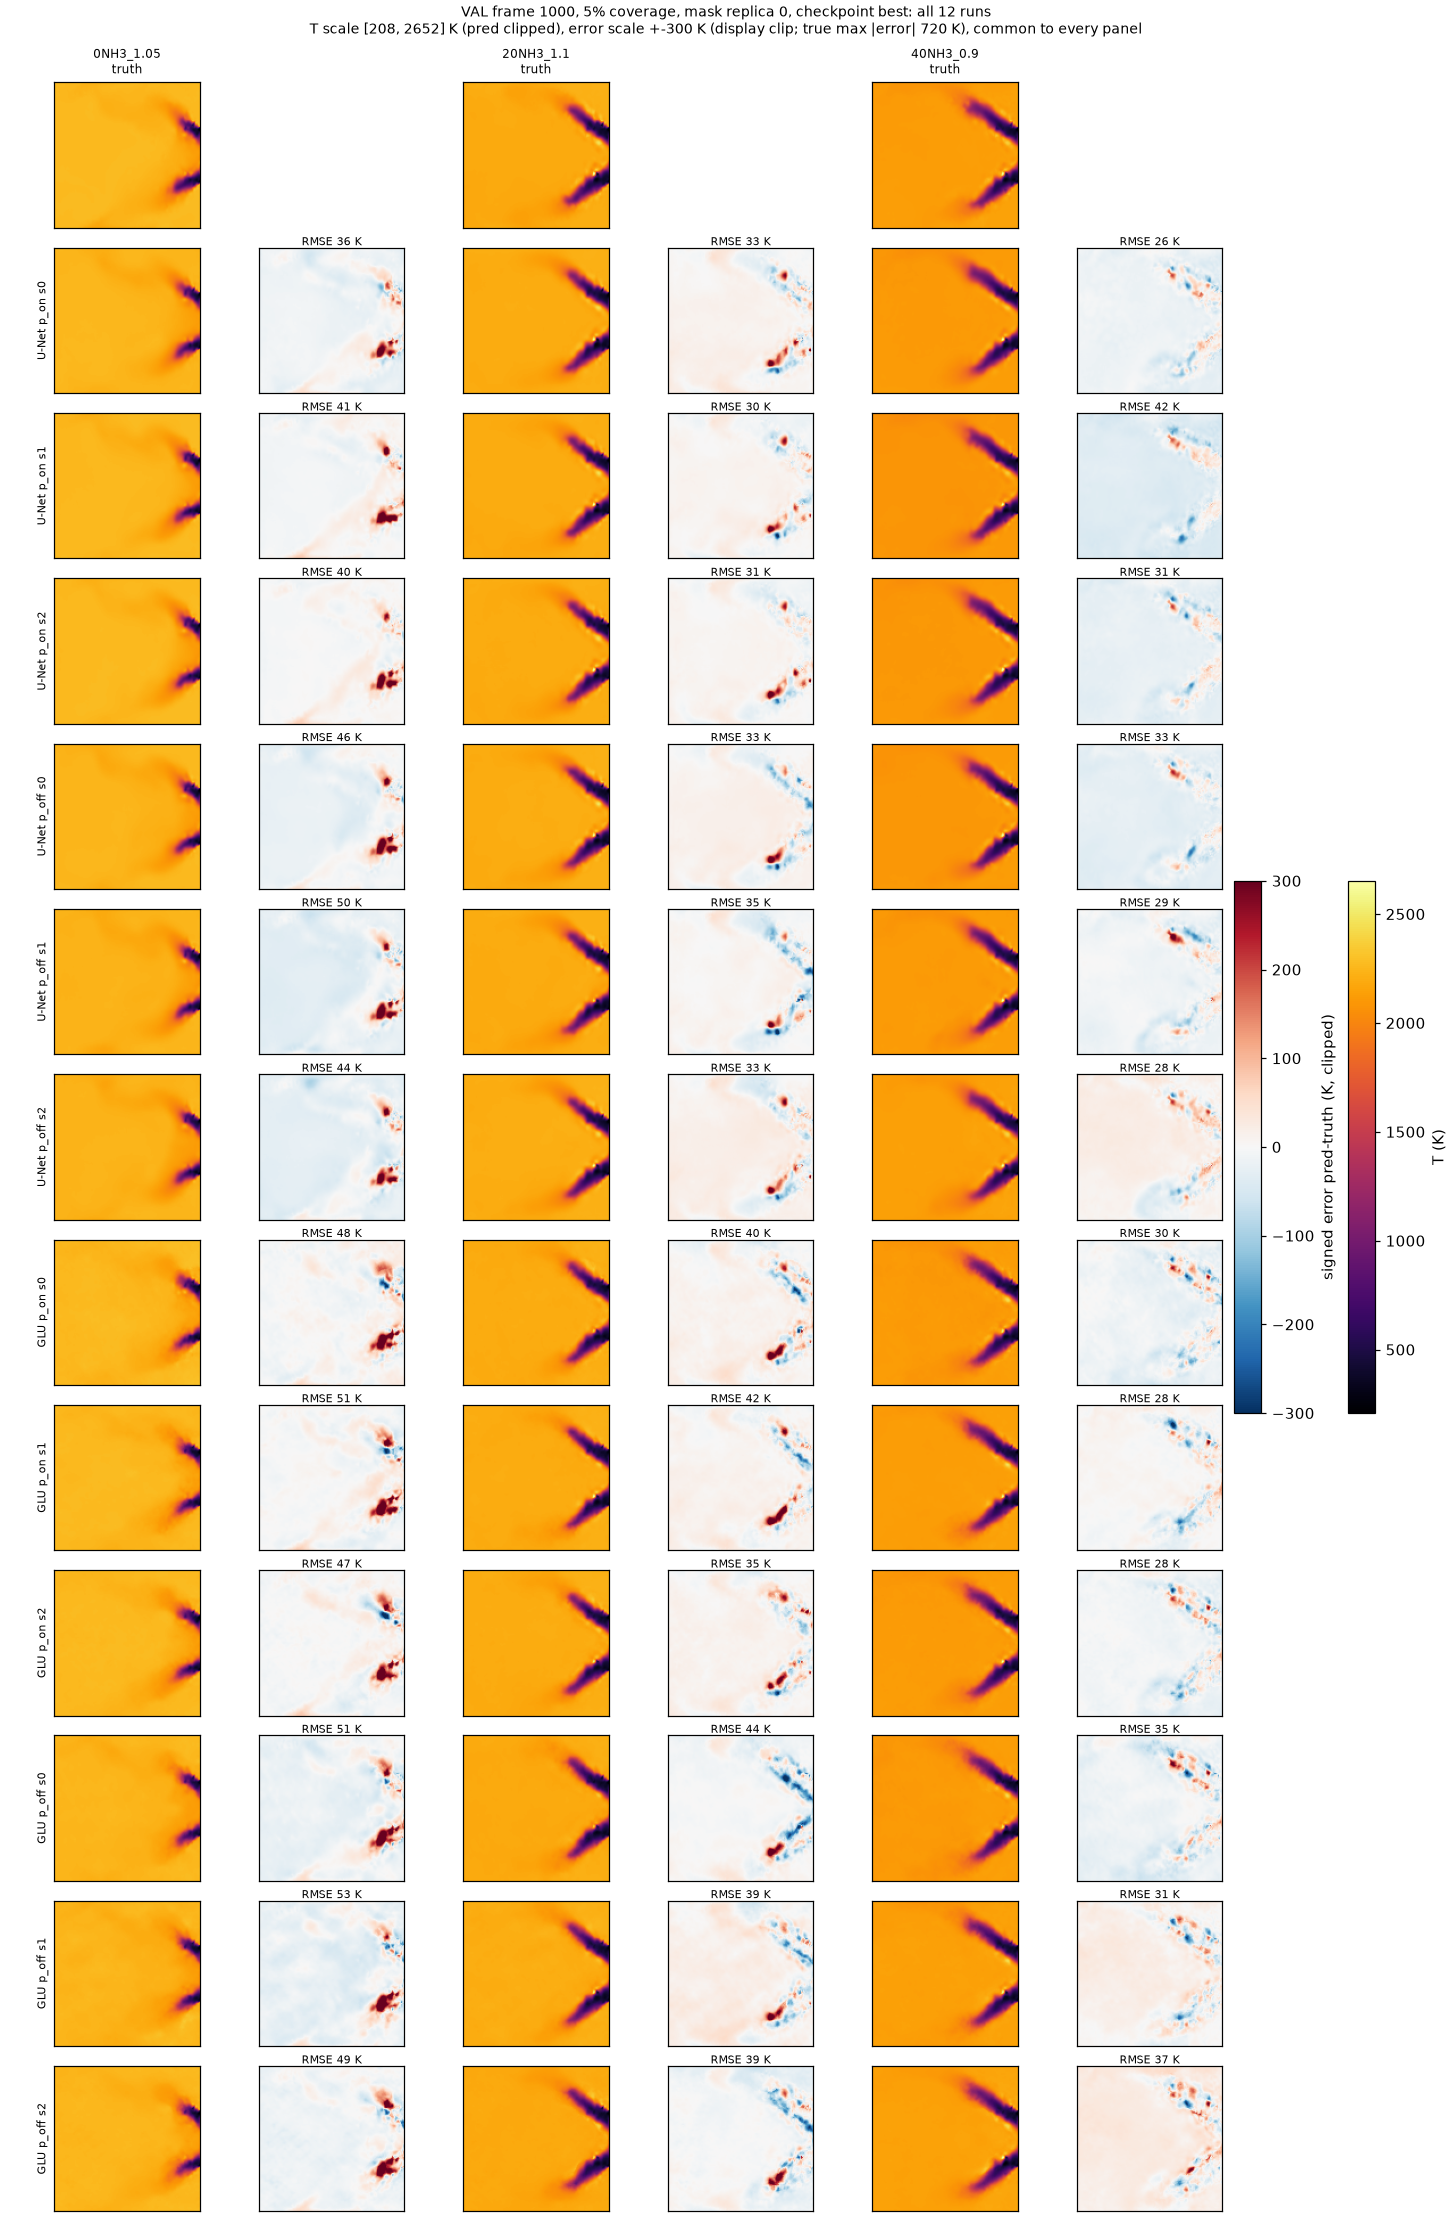 VAL frame 1000, 5% coverage, mask replica 0, checkpoint best: all 12 runs
T scale [208, 2652] K (pred clipped), error scale +-300 K (display clip; true max |error| 720 K), common to every panel
0NH3_1.05
truth
20NH3_1.1
truth
40NH3_0.9
truth
U-Net p_on s0
RMSE 36 K
RMSE 33 K
RMSE 26 K
U-Net p_on s1
RMSE 41 K
RMSE 30 K
RMSE 42 K
U-Net p_on s2
RMSE 40 K
RMSE 31 K
RMSE 31 K
U-Net p_off s0
RMSE 46 K
RMSE 33 K
RMSE 33 K
U-Net p_off s1
RMSE 50 K
RMSE 35 K
RMSE 29 K
U-Net p_off s2
RMSE 44 K
RMSE 33 K
RMSE 28 K
GLU p_on s0
RMSE 48 K
RMSE 40 K
RMSE 30 K
GLU p_on s1
RMSE 51 K
RMSE 42 K
RMSE 28 K
GLU p_on s2
RMSE 47 K
RMSE 35 K
RMSE 28 K
GLU p_off s0
RMSE 51 K
RMSE 44 K
RMSE 35 K
GLU p_off s1
RMSE 53 K
RMSE 39 K
RMSE 31 K
GLU p_off s2
RMSE 49 K
RMSE 39 K
RMSE 37 K
300
200
100
0
−100
−200
−300
signed error pred-truth (K, clipped)
2500
2000
1500
1000
500
T (K)